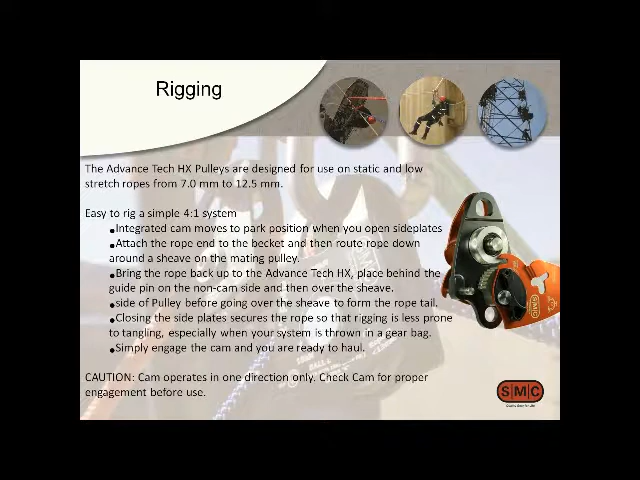 Rigging
The Advance Tech HX Pulleys are designed for use on static and low
stretch ropes from 7.0 mm to 12.5 mm.
Easy to rig a simple 4:1 system
•Integrated cam moves to park position when you open sideplates
•Attach the rope end to the becket and then route rope down
around a sheave on the mating pulley.
•Bring the rope back up to the Advance Tech HX, place behind the
guide pin on the non-cam side and then over the sheave.
•side of Pulley before going over the sheave to form the rope tail.
•Closing the side plates secures the rope so that rigging is less prone
to tangling, especially when your system is thrown in a gear bag.
•Simply engage the cam and you are ready to haul.
CAUTION: Cam operates in one direction only. Check Cam for proper
engagement before use.
SMC
SMC